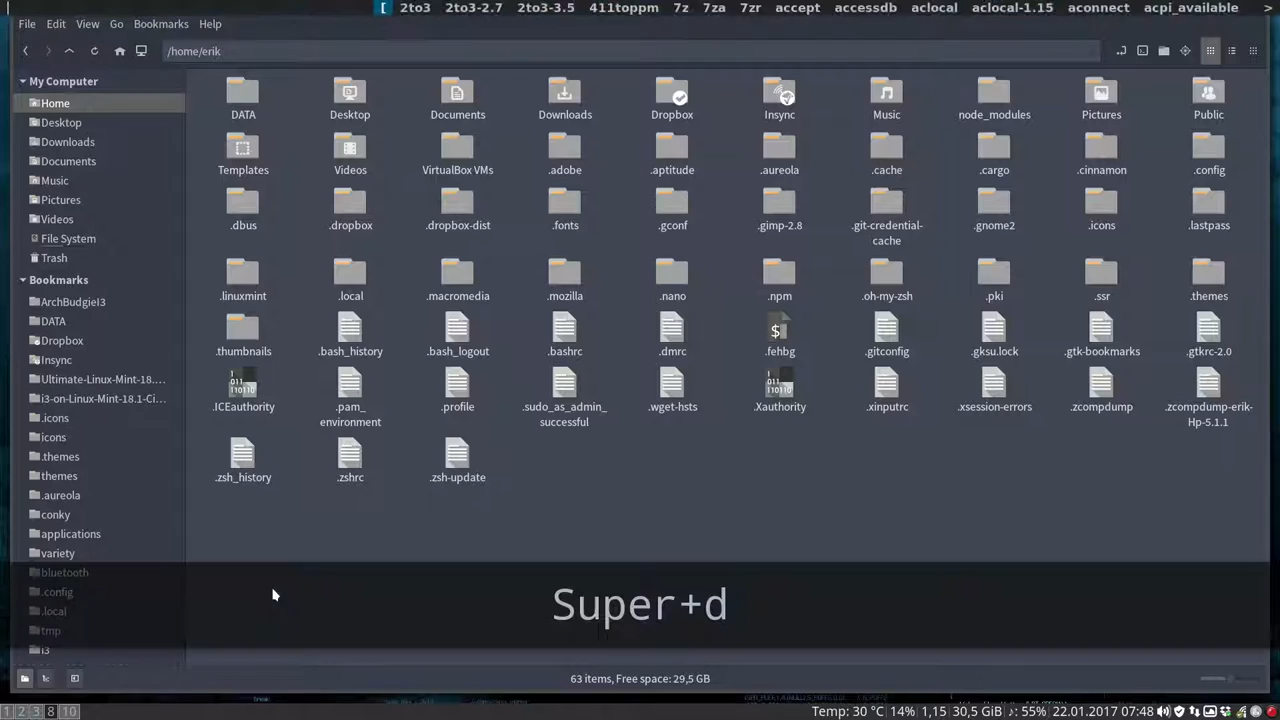 [ 2to3 2to3-2.7 2to3-3.5 411toppm 7z 7za 7zr accept accessdb aclocal aclocal-1.15 aconnect acpi_available >
File Edit View Go Bookmarks Help
/home/erik
My Computer
Home
Desktop
Downloads
Documents
Music
Pictures
Videos
File System
Trash
Bookmarks
ArchBudgieI3
DATA
Dropbox
Insync
Ultimate-Linux-Mint-18....
i3-on-Linux-Mint-18.1-Ci...
.icons
icons
.themes
themes
.aureola
conky
applications
variety
bluetooth
.config
.local
tmp
i3
DATA Desktop Documents Downloads Dropbox Insync Music node_modules Pictures Public
Templates Videos VirtualBox VMs .adobe .aptitude .aureola .cache .cargo .cinnamon .config
.dbus .dropbox .dropbox-dist .fonts .gconf .gimp-2.8 .git-credential- .gnome2 .icons .lastpass
cache
.linuxmint .local .macromedia .mozilla .nano .npm .oh-my-zsh .pki .ssr .themes
.thumbnails .bash_history .bash_logout .bashrc .dmrc .fehbg .gitconfig .gksu.lock .gtk-bookmarks .gtkrc-2.0
.ICEauthority .pam_ .profile .sudo_as_admin_ .wget-hsts .Xauthority .xinputrc .xsession-errors .zcompdump .zcompdump-erik-
environment successful Hp-5.1.1
.zsh_history .zshrc .zsh-update
Super+d
63 items, Free space: 29,5 GB
1 2 3 8 10 Temp: 30 °C 14% 1,15 30,5 GiB ♪: 55% 22.01.2017 07:48